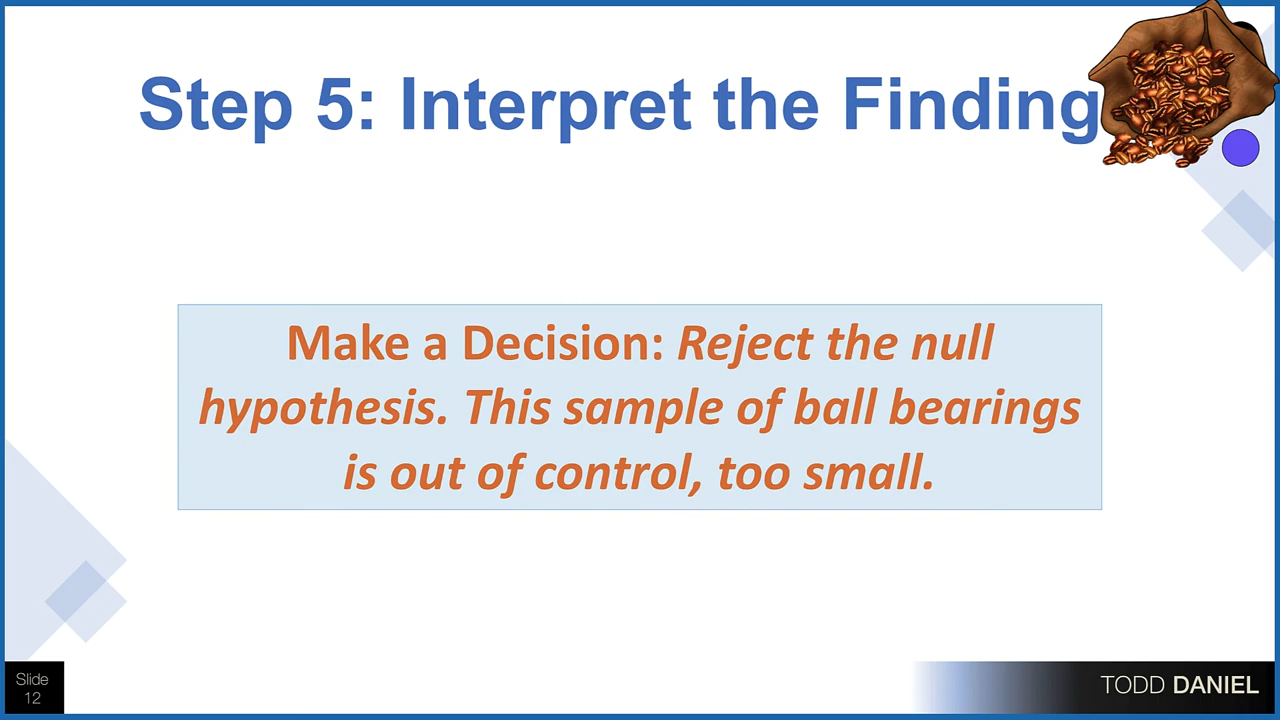 Step 5: Interpret the Finding
Make a Decision: Reject the null
hypothesis. This sample of ball bearings
is out of control, too small.
Slide
12
TODD DANIEL